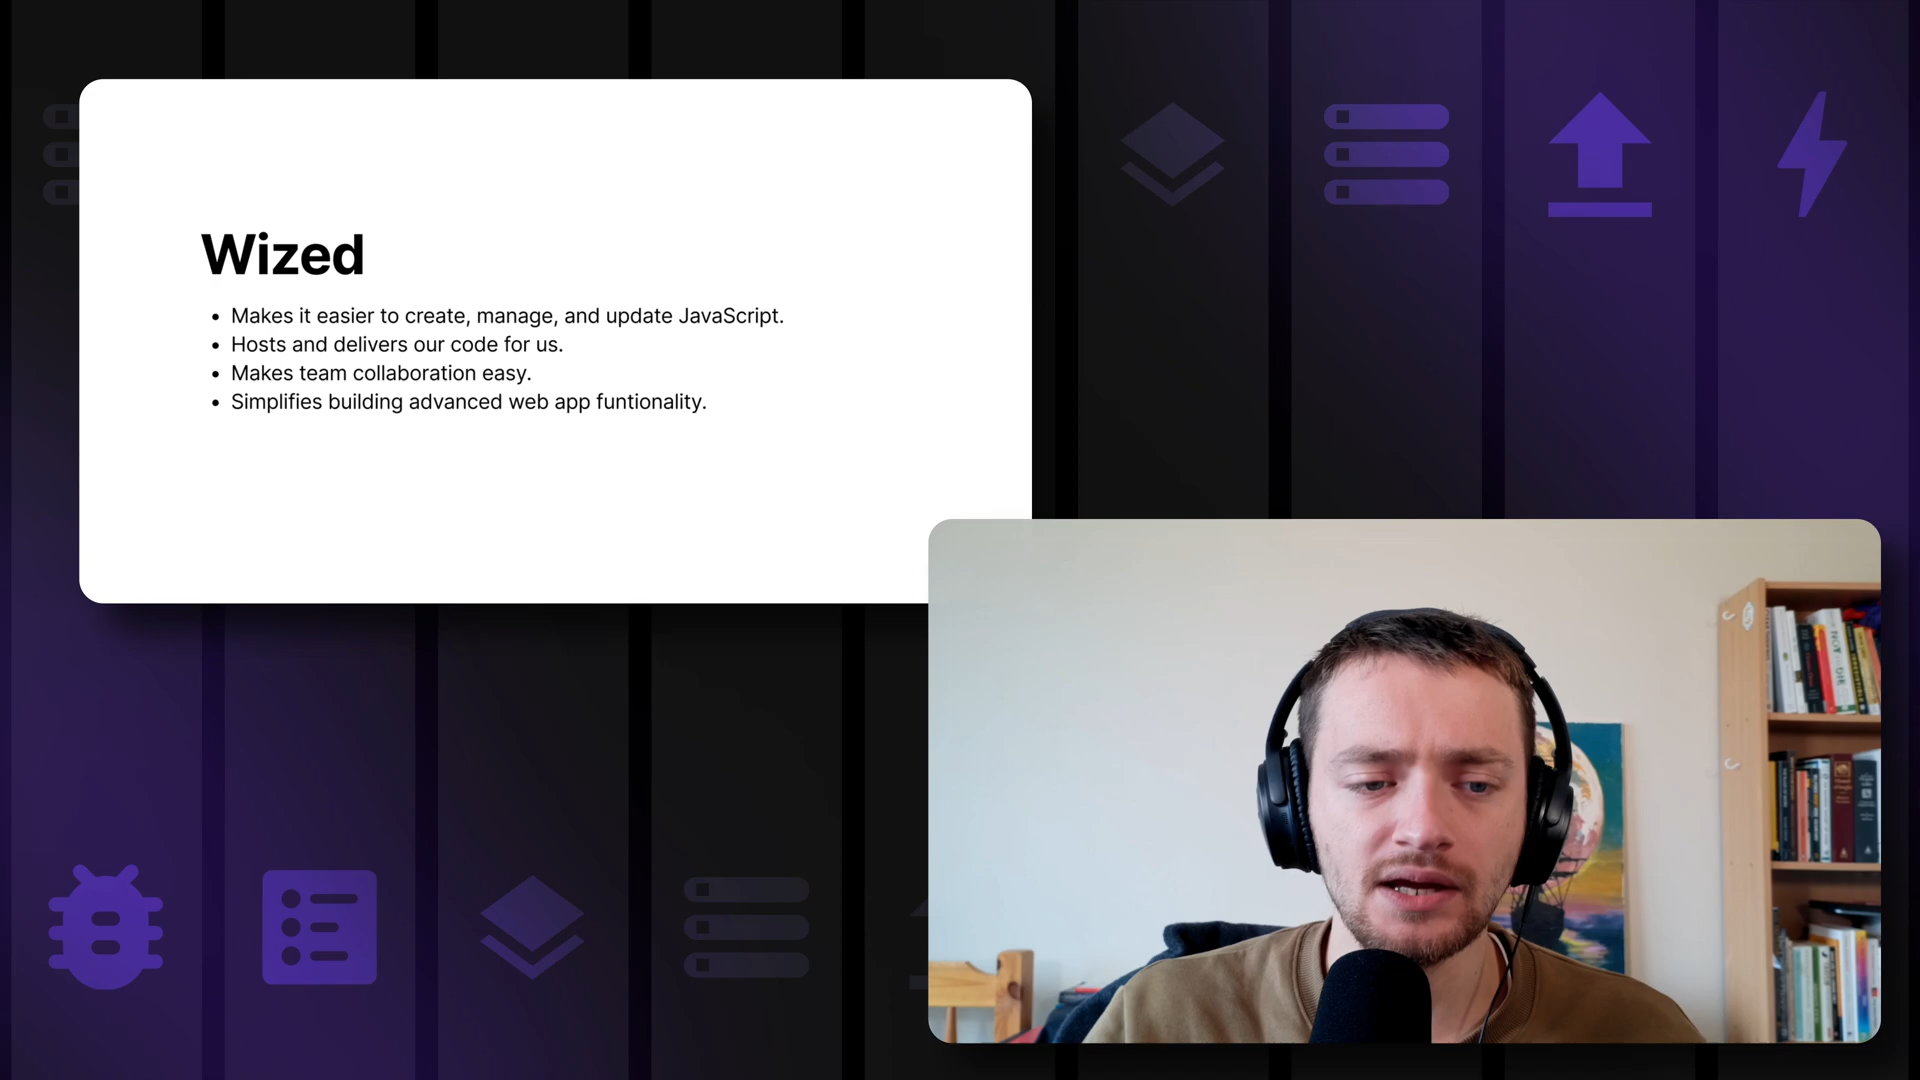 Wized
• Makes it easier to create, manage, and update JavaScript.
• Hosts and delivers our code for us.
• Makes team collaboration easy.
• Simplifies building advanced web app funtionality.